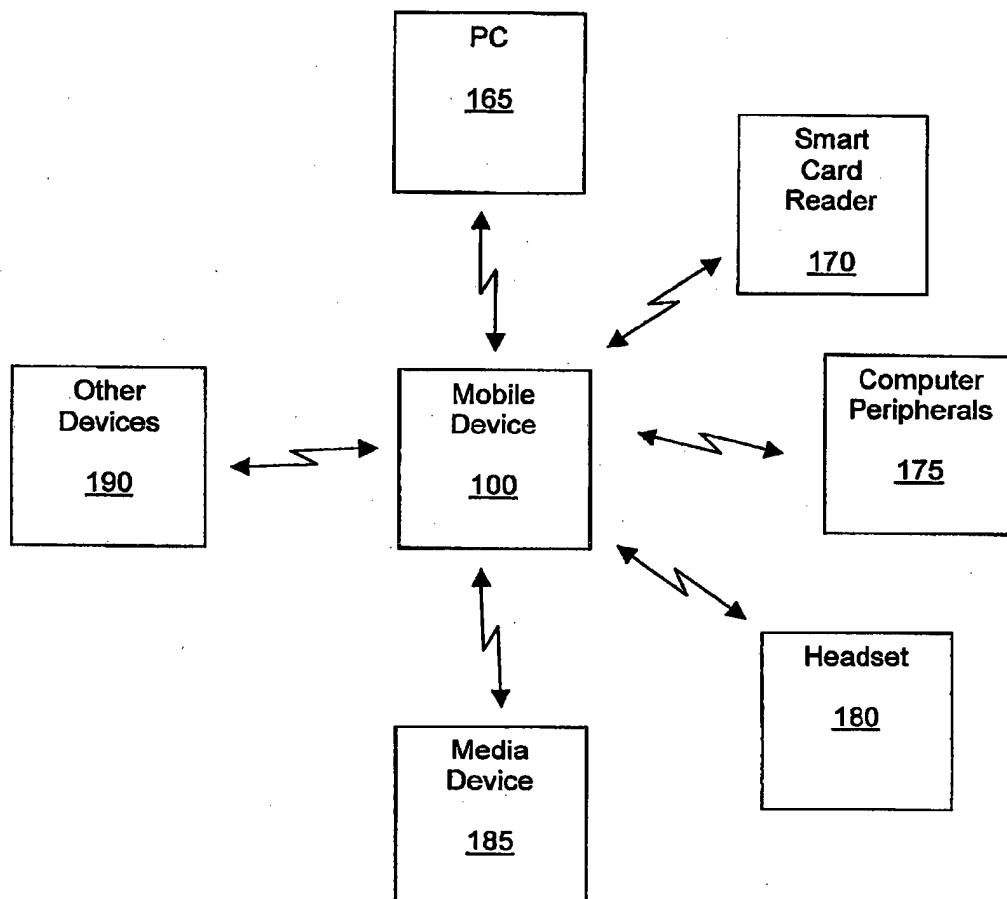 PC
165
Smart
Card
Reader
170
Other
Devices
190
Mobile
Device
100
Computer
Peripherals
175
Headset
180
Media
Device
185